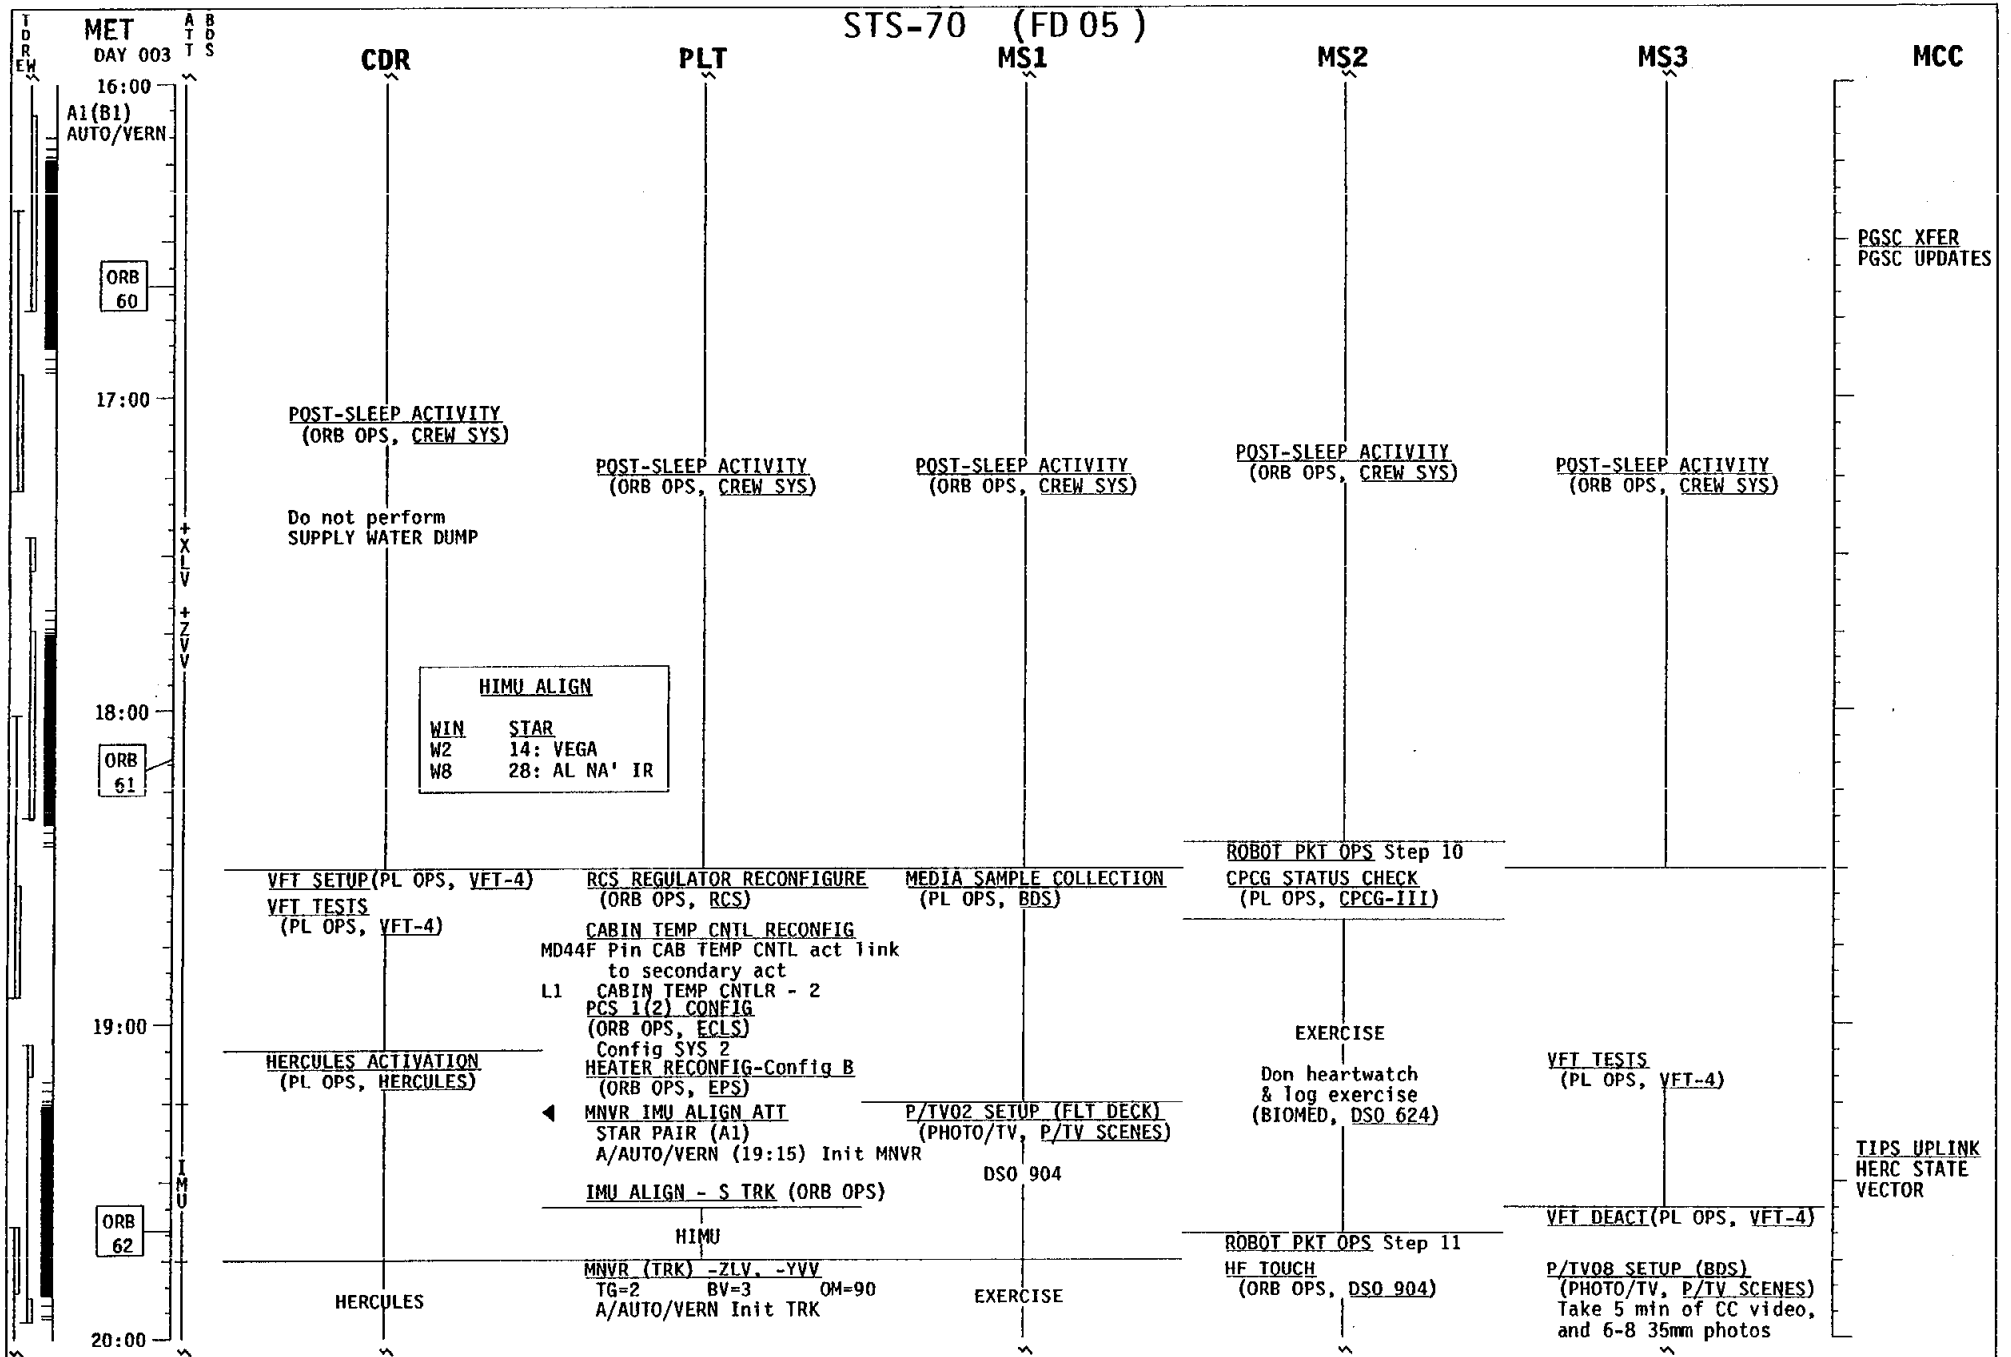 STS-70 (FD 05 )
TDRE W
MET
DAY 003
ATT
BDS
CDR
PLT
MS1
MS2
MS3
MCC
16:00
A1(B1)
AUTO/VERN
ORB
60
17:00
+XLV +ZVV
18:00
ORB
61
19:00
IMU
ORB
62
20:00
POST-SLEEP ACTIVITY
(ORB OPS, CREW SYS)
Do not perform
SUPPLY WATER DUMP
HIMU ALIGN
WIN STAR
W2 14: VEGA
W8 28: AL NA' IR
VFT SETUP(PL OPS, VFT-4)
VFT TESTS
(PL OPS, VFT-4)
HERCULES ACTIVATION
(PL OPS, HERCULES)
HERCULES
POST-SLEEP ACTIVITY
(ORB OPS, CREW SYS)
RCS REGULATOR RECONFIGURE
(ORB OPS, RCS)
CABIN TEMP CNTL RECONFIG
MD44F Pin CAB TEMP CNTL act link
to secondary act
L1 CABIN TEMP CNTLR - 2
PCS 1(2) CONFIG
(ORB OPS, ECLS)
Config SYS 2
HEATER RECONFIG-Config B
(ORB OPS, EPS)
MNVR IMU ALIGN ATT
STAR PAIR (A1)
A/AUTO/VERN (19:15) Init MNVR
IMU ALIGN - S TRK (ORB OPS)
HIMU
MNVR (TRK) -ZLV, -YVV
TG=2 BV=3 OM=90
A/AUTO/VERN Init TRK
POST-SLEEP ACTIVITY
(ORB OPS, CREW SYS)
MEDIA SAMPLE COLLECTION
(PL OPS, BDS)
P/TV02 SETUP (FLT DECK)
(PHOTO/TV, P/TV SCENES)
DSO 904
EXERCISE
POST-SLEEP ACTIVITY
(ORB OPS, CREW SYS)
ROBOT PKT OPS Step 10
CPCG STATUS CHECK
(PL OPS, CPCG-III)
EXERCISE
Don heartwatch
& log exercise
(BIOMED, DSO 624)
ROBOT PKT OPS Step 11
HF TOUCH
(ORB OPS, DSO 904)
POST-SLEEP ACTIVITY
(ORB OPS, CREW SYS)
VFT TESTS
(PL OPS, VFT-4)
VFT DEACT(PL OPS, VFT-4)
P/TV08 SETUP (BDS)
(PHOTO/TV, P/TV SCENES)
Take 5 min of CC video,
and 6-8 35mm photos
PGSC XFER
PGSC UPDATES
TIPS UPLINK
HERC STATE
VECTOR